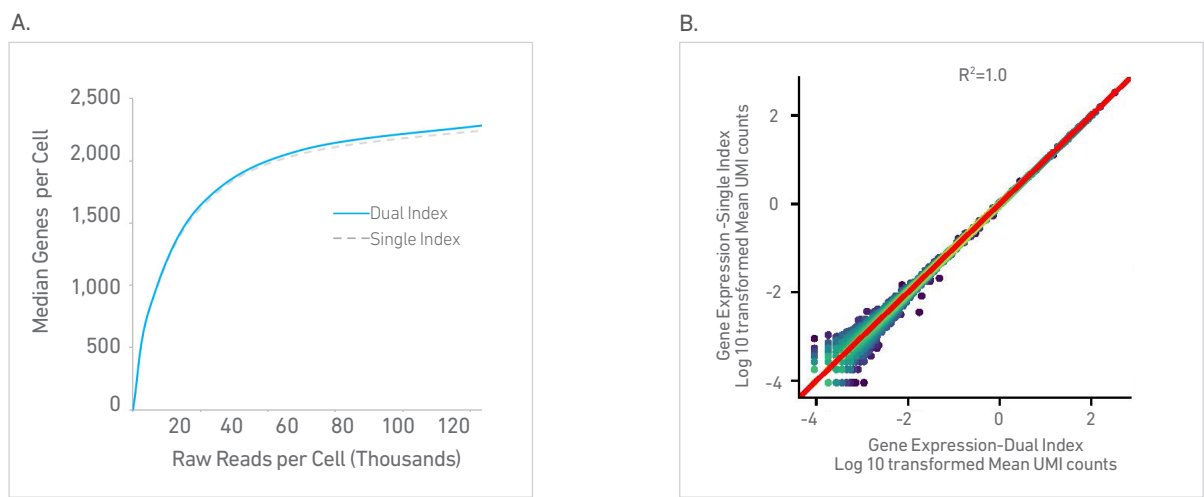 A.
2,500
2,000
1,500
1,000
500
0
Median Genes per Cell
Dual Index
Single Index
20 40 60 80 100 120
Raw Reads per Cell (Thousands)
B.
R²=1.0
2
0
-2
-4
Gene Expression -Single Index
Log 10 transformed Mean UMI counts
-4 -2 0 2
Gene Expression-Dual Index
Log 10 transformed Mean UMI counts